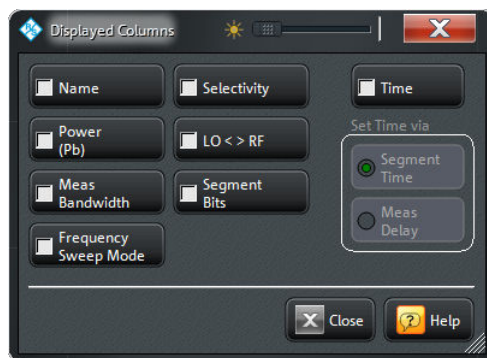 Displayed Columns
Name
Selectivity
Time
Power
(Pb)
LO < > RF
Set Time via
Segment
Time
Meas
Bandwidth
Segment
Bits
Meas
Delay
Frequency
Sweep Mode
Close
Help